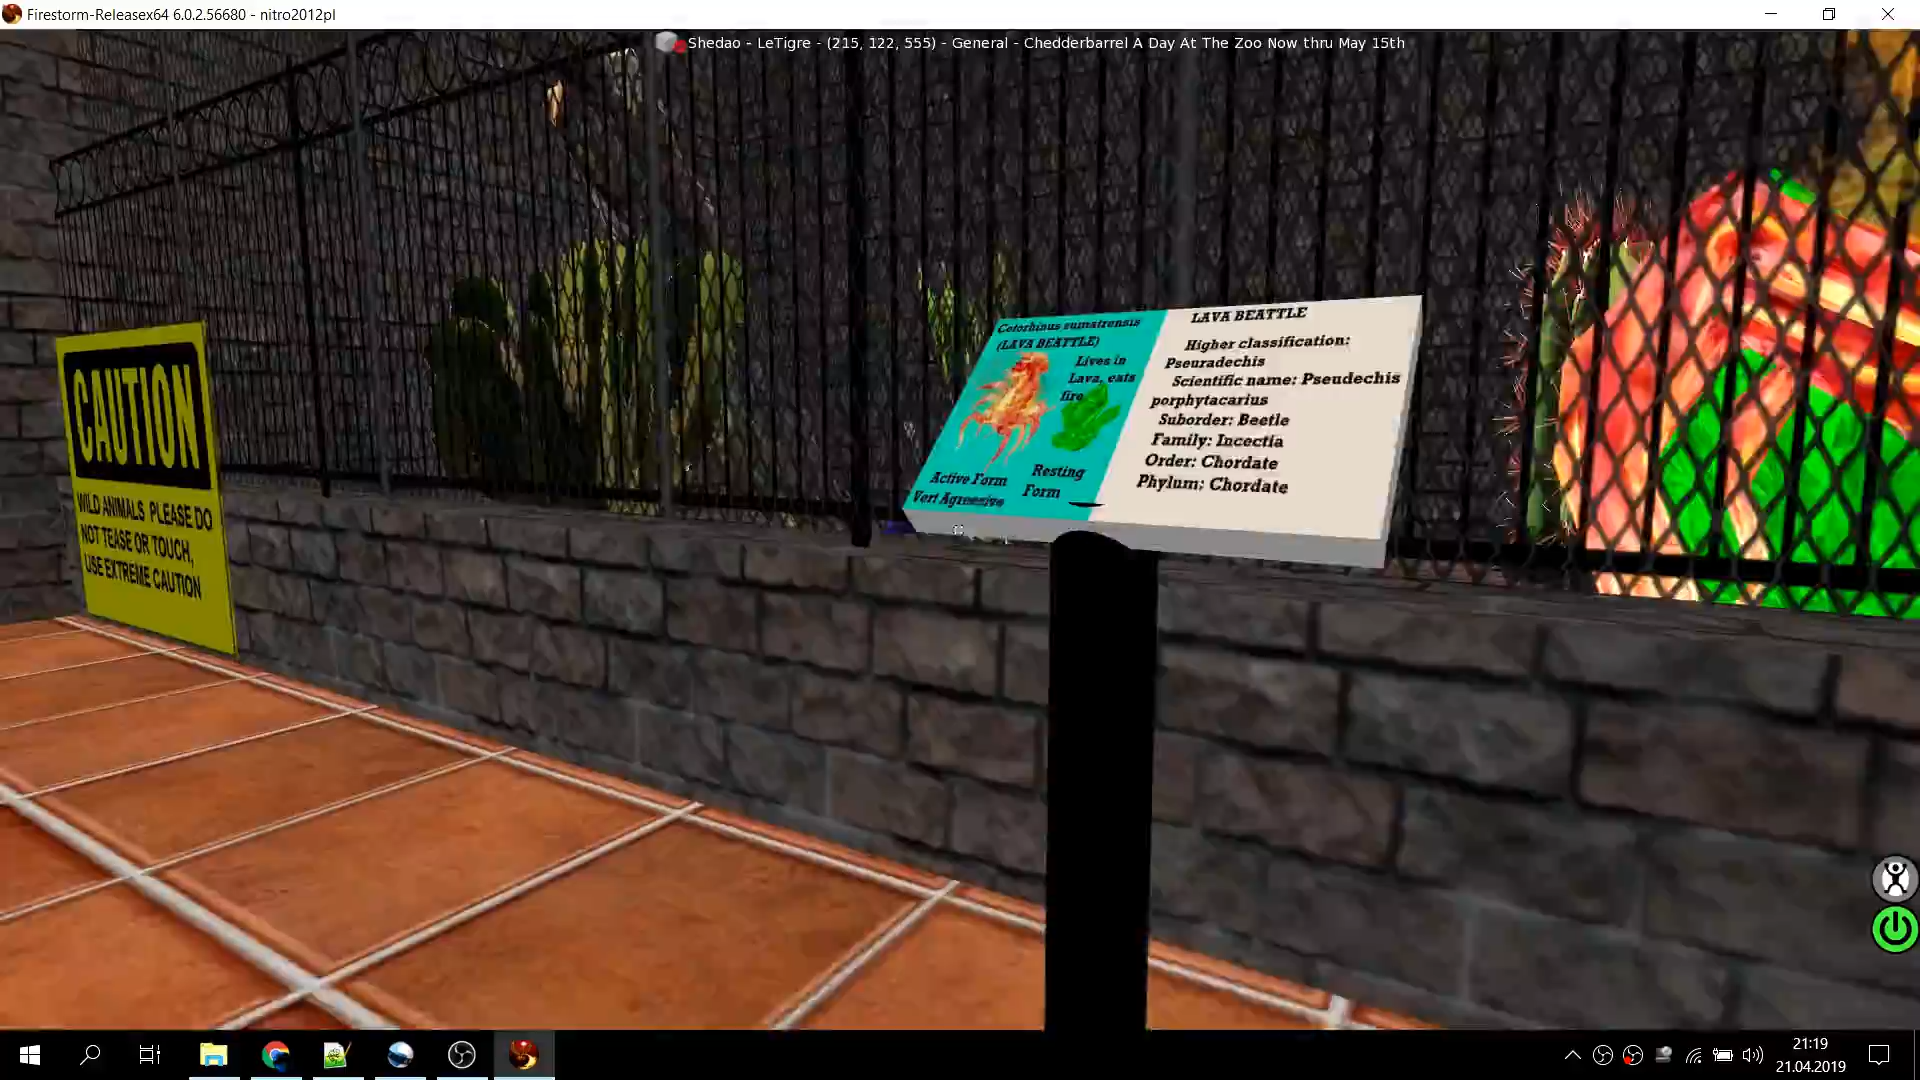 Firestorm-Releasex64 6.0.2.56680 - nitro2012pl
Shedao - LeTigre - (215, 122, 555) - General - Chedderbarrel A Day At The Zoo Now thru May 15th
CAUTION
WILD ANIMALS PLEASE DO
NOT TEASE OR TOUCH,
USE EXTREME CAUTION
Cetorhinus sumatrensis
(LAVA BEATTLE)
Lives in
Lava, eats
fire
Active Form
Vert Agressive
Resting
Form
LAVA BEATTLE
Higher classification:
Pseuradechis
Scientific name: Pseudechis
porphytacarius
Suborder: Beetle
Family: Incectia
Order: Chordate
Phylum: Chordate
21:19
21.04.2019